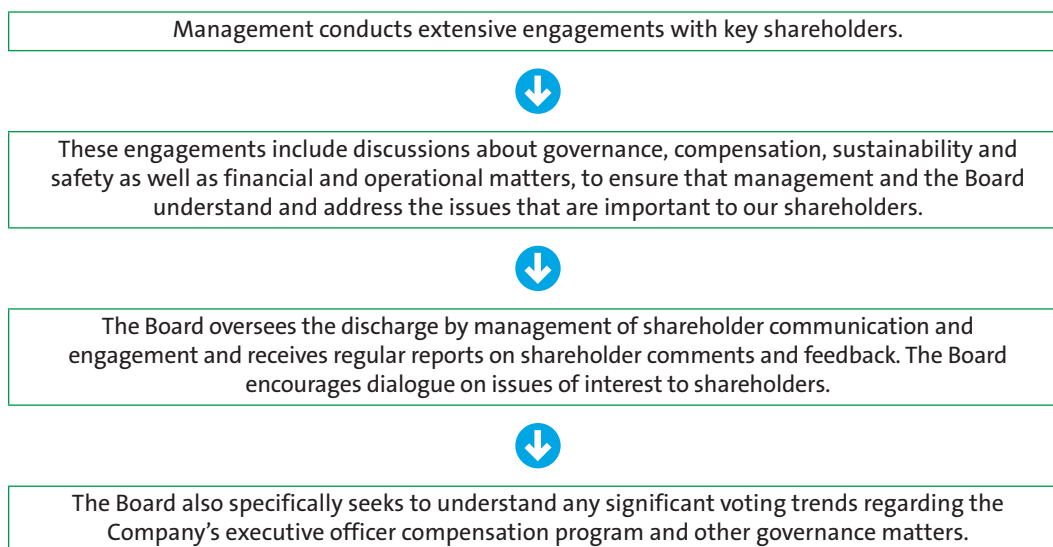 Management conducts extensive engagements with key shareholders.
These engagements include discussions about governance, compensation, sustainability and
safety as well as financial and operational matters, to ensure that management and the Board
understand and address the issues that are important to our shareholders.
The Board oversees the discharge by management of shareholder communication and
engagement and receives regular reports on shareholder comments and feedback. The Board
encourages dialogue on issues of interest to shareholders.
The Board also specifically seeks to understand any significant voting trends regarding the
Company’s executive officer compensation program and other governance matters.